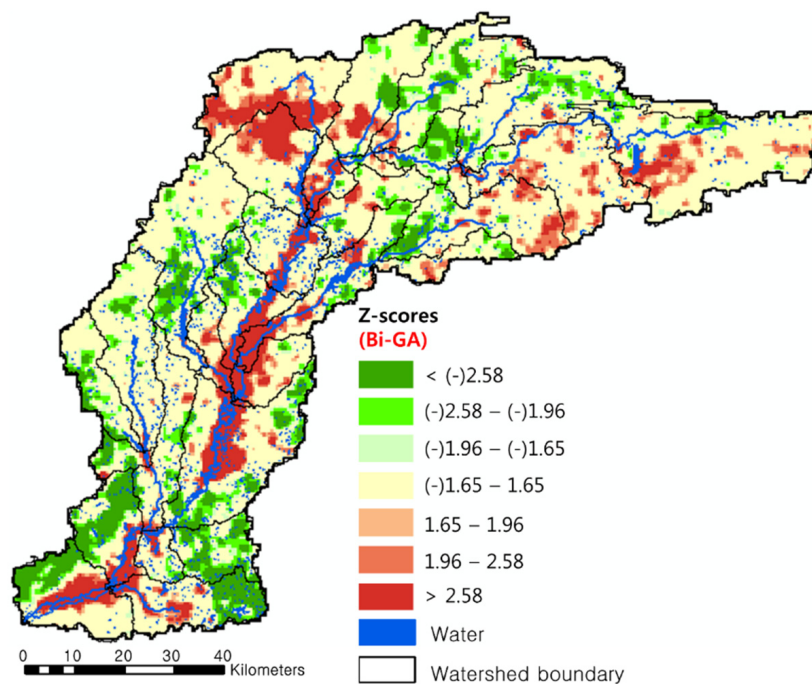 Z-scores
(Bi-GA)
< (-)2.58
(-)2.58 – (-)1.96
(-)1.96 – (-)1.65
(-)1.65 – 1.65
1.65 – 1.96
1.96 – 2.58
> 2.58
Water
Watershed boundary
0 10 20 30 40
Kilometers